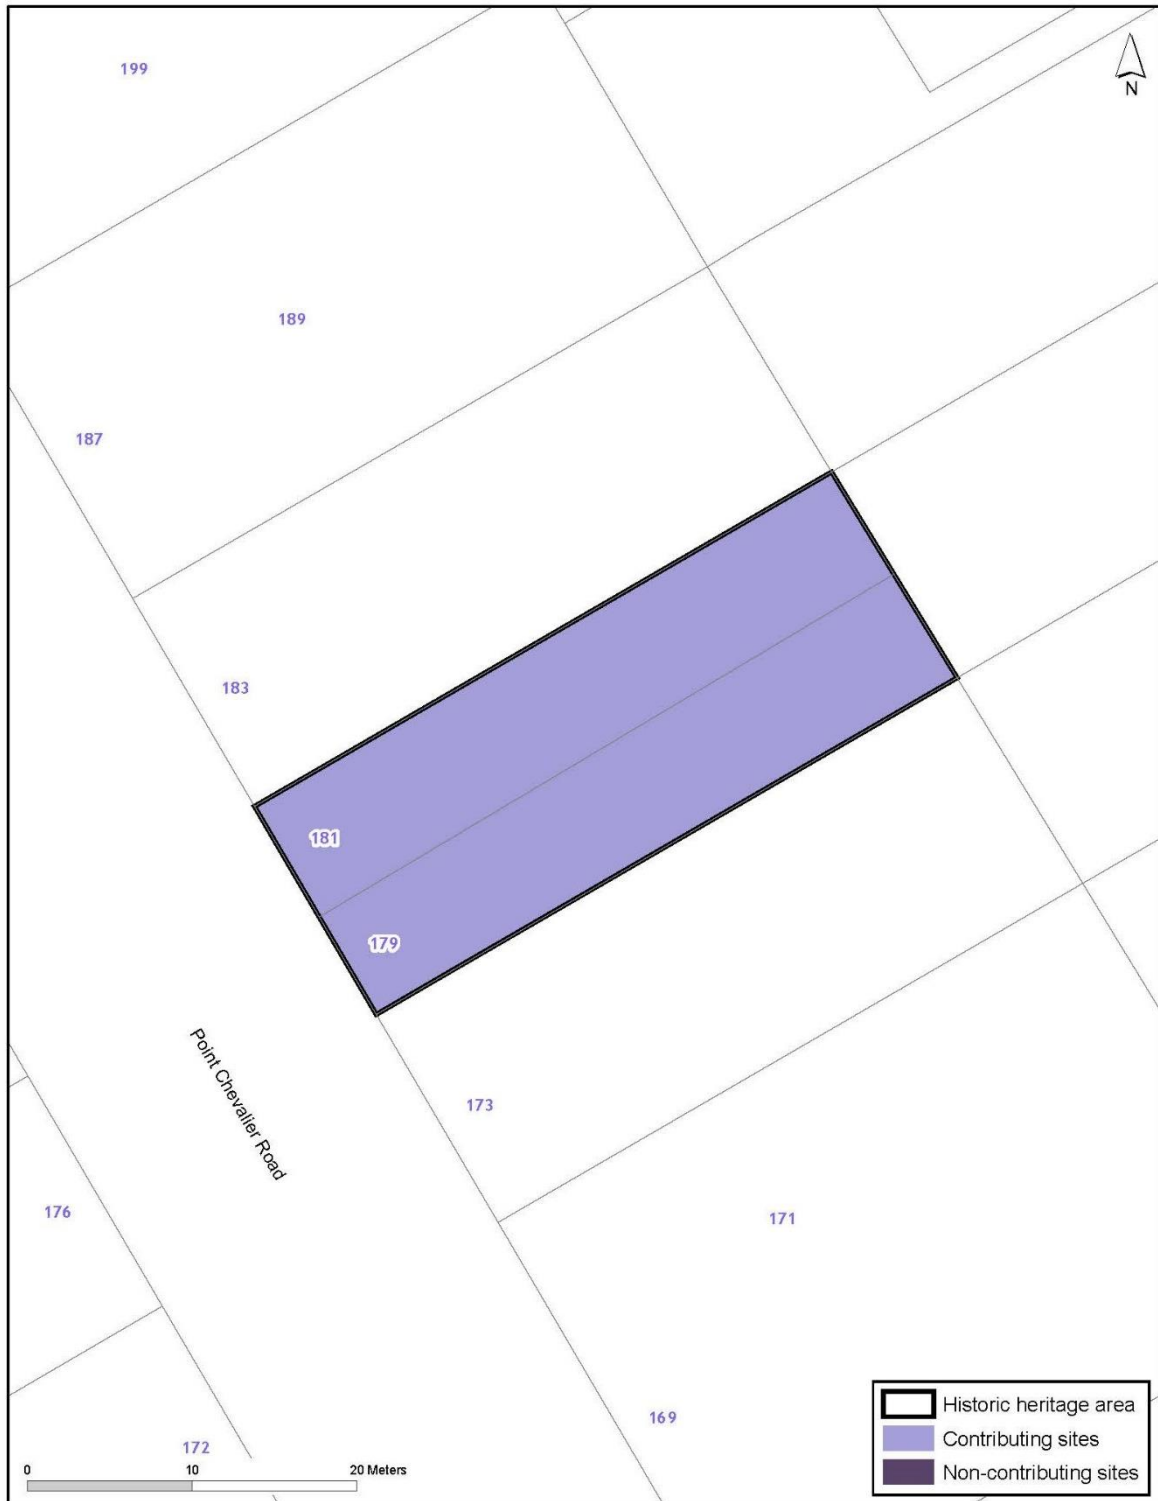 199
N
189
187
183
181
179
Point Chevalier Road
173
176
171
169
172
0 10 20 Meters
Historic heritage area
Contributing sites
Non-contributing sites